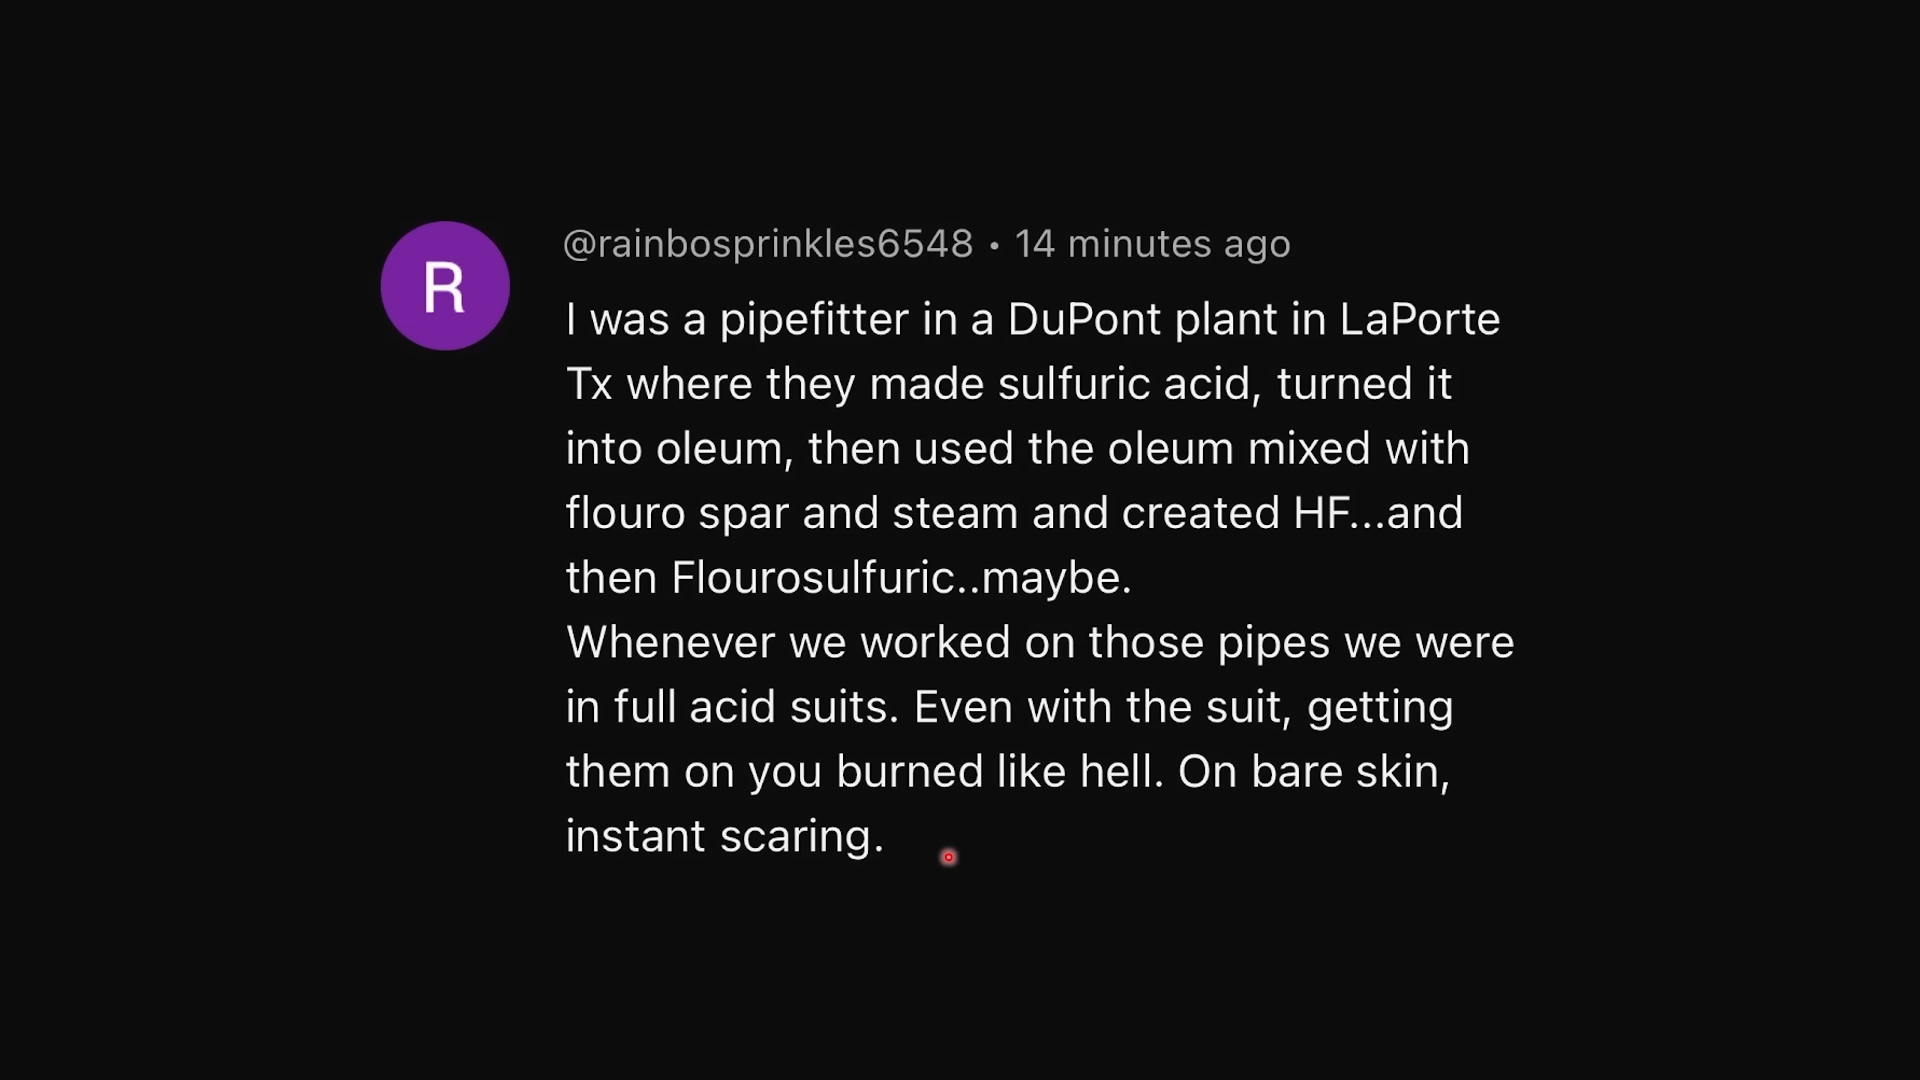 R
@rainbosprinkles6548 • 14 minutes ago
I was a pipefitter in a DuPont plant in LaPorte
Tx where they made sulfuric acid, turned it
into oleum, then used the oleum mixed with
flouro spar and steam and created HF...and
then Flourosulfuric..maybe.
Whenever we worked on those pipes we were
in full acid suits. Even with the suit, getting
them on you burned like hell. On bare skin,
instant scaring.